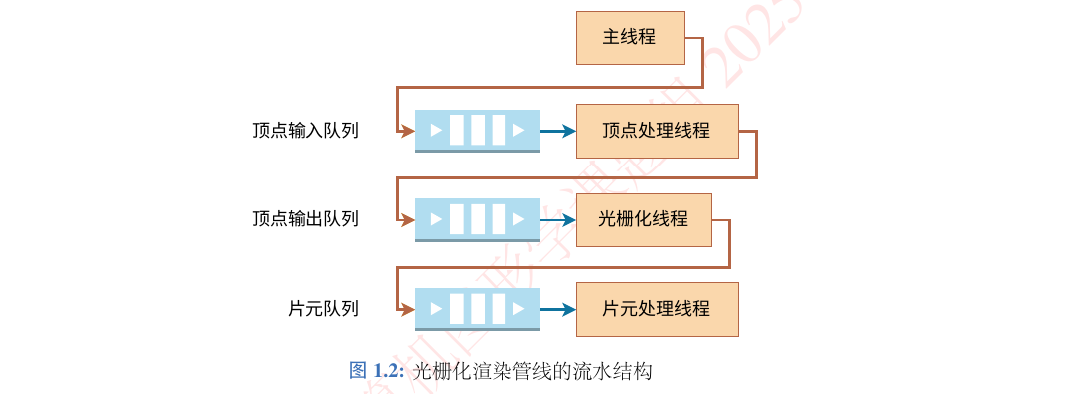 主线程
顶点输入队列
顶点处理线程
顶点输出队列
光栅化线程
片元队列
片元处理线程
图 1.2: 光栅化渲染管线的流水结构